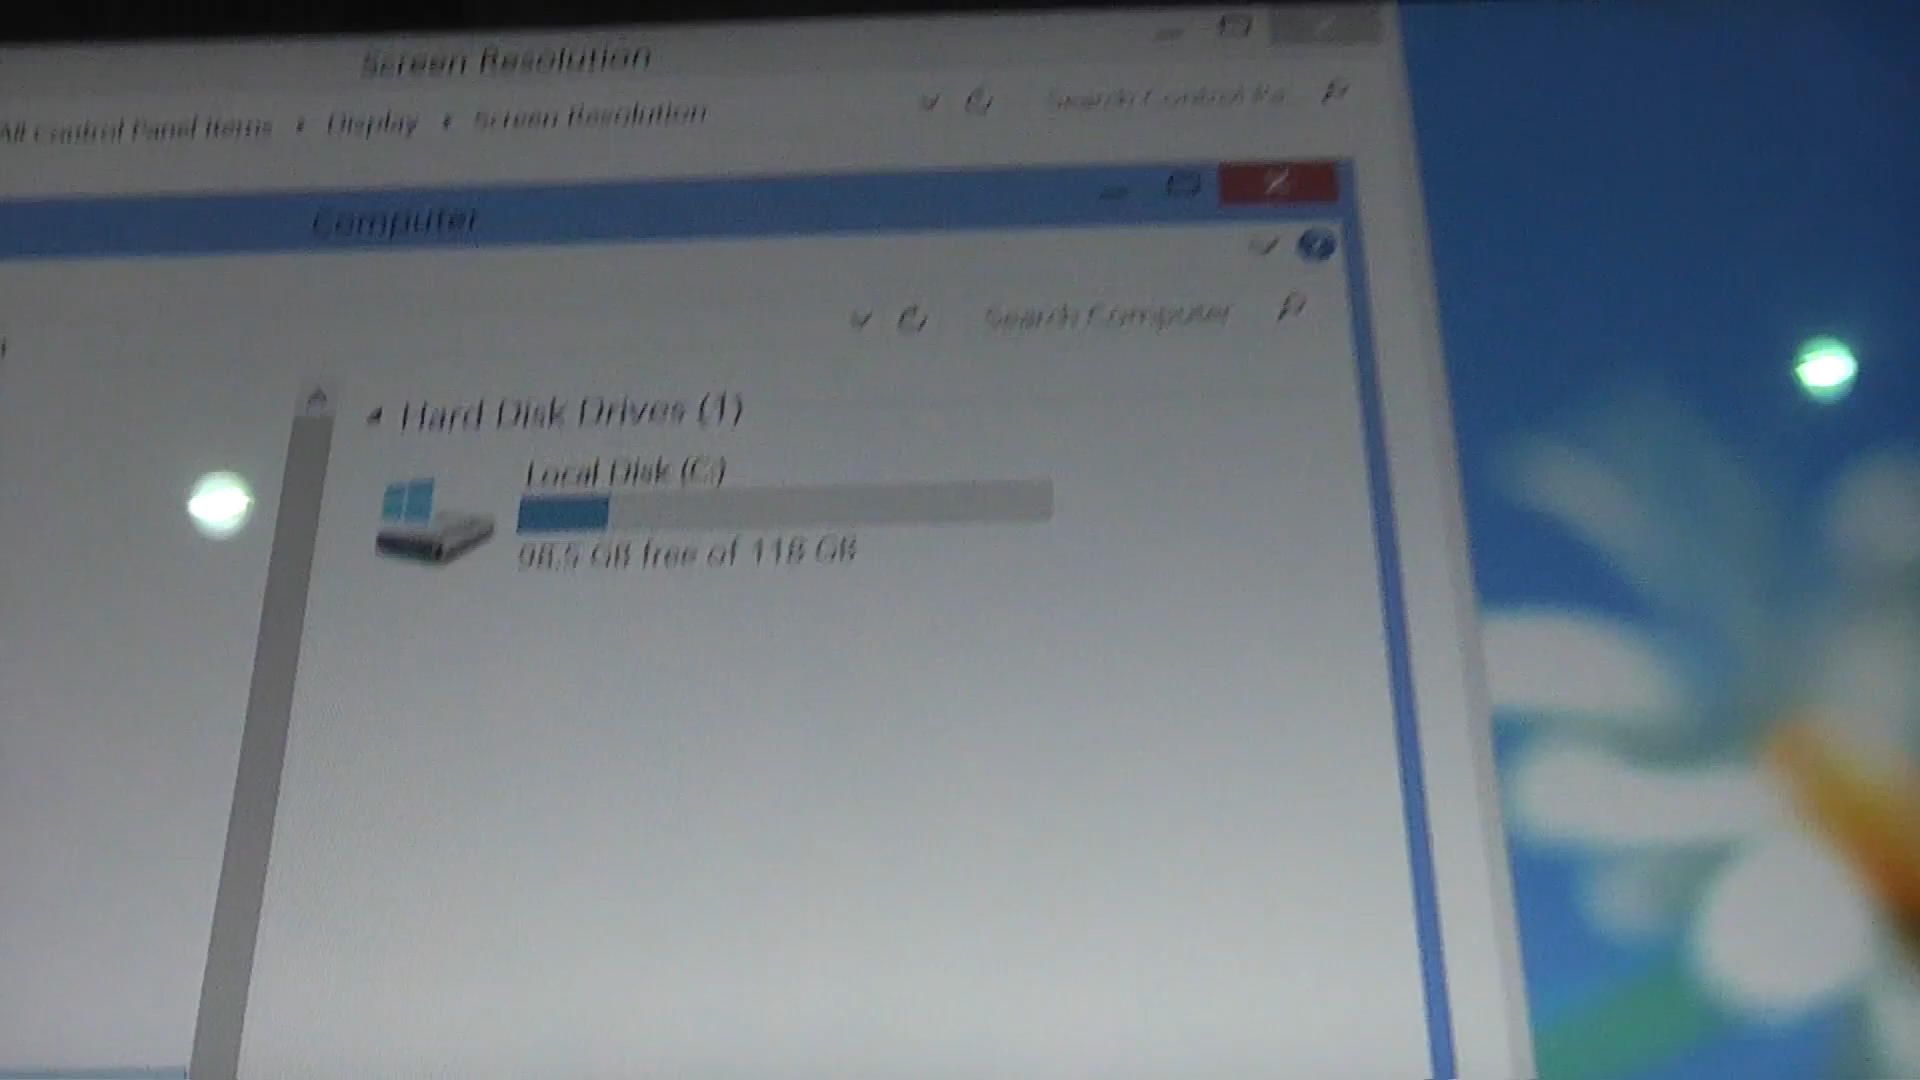 Screen Resolution
All Control Panel Items Display Screen Resolution
Search Control Pa...
Computer
Search Computer
Hard Disk Drives (1)
Local Disk (C:)
98.5 GB free of 118 GB